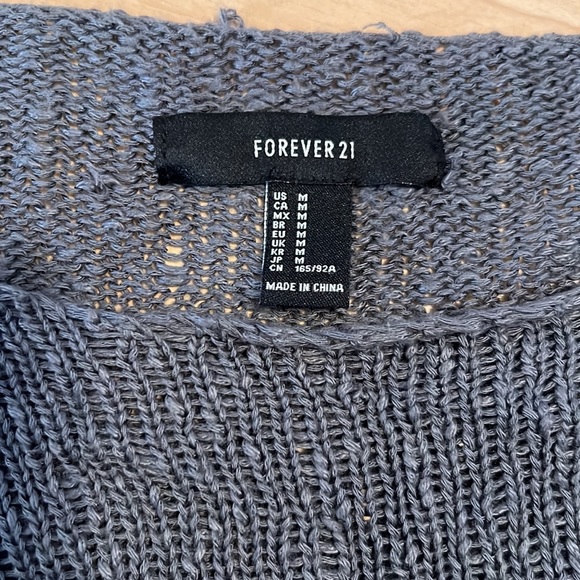 FOREVER 21
US M
CA M
MX M
BR M
EU M
UK M
KR M
JP M
CN 165/92A
MADE IN CHINA